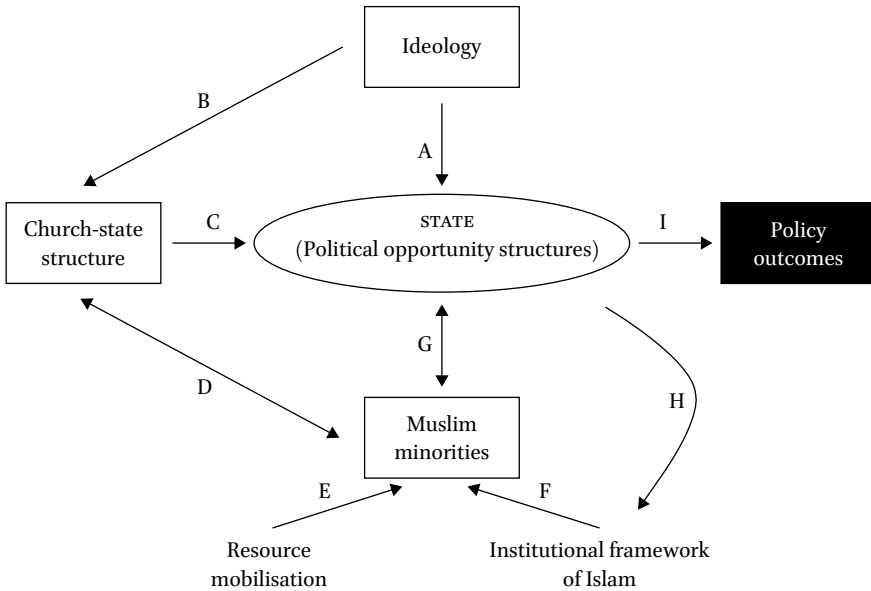 Ideology
B
A
Church-state
structure
C
STATE
(Political opportunity structures)
I
Policy
outcomes
G
D
H
Muslim
minorities
E
F
Resource
mobilisation
Institutional framework
of Islam